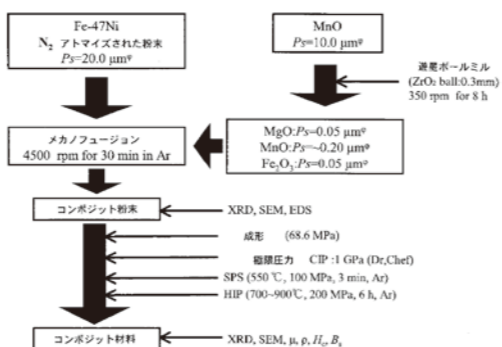 Fe-47Ni
N₂ アトマイズされた粉末
Ps=20.0 μmᵠ
MnO
Ps=10.0 μmᵠ
遊星ボールミル
(ZrO₂ ball:0.3mm)
350 rpm for 8 h
メカノフュージョン
4500 rpm for 30 min in Ar
MgO:Ps=0.05 μmᵠ
MnO:Ps=~0.20 μmᵠ
Fe₂O₃:Ps=0.05 μmᵠ
コンポジット粉末
XRD, SEM, EDS
成形 (68.6 MPa)
極限圧力 CIP :1 GPa (Dr,Chef)
SPS (550 ℃, 100 MPa, 3 min, Ar)
HIP (700~900℃, 200 MPa, 6 h, Ar)
コンポジット材料
XRD, SEM, μ, ρ, Hc, Bs